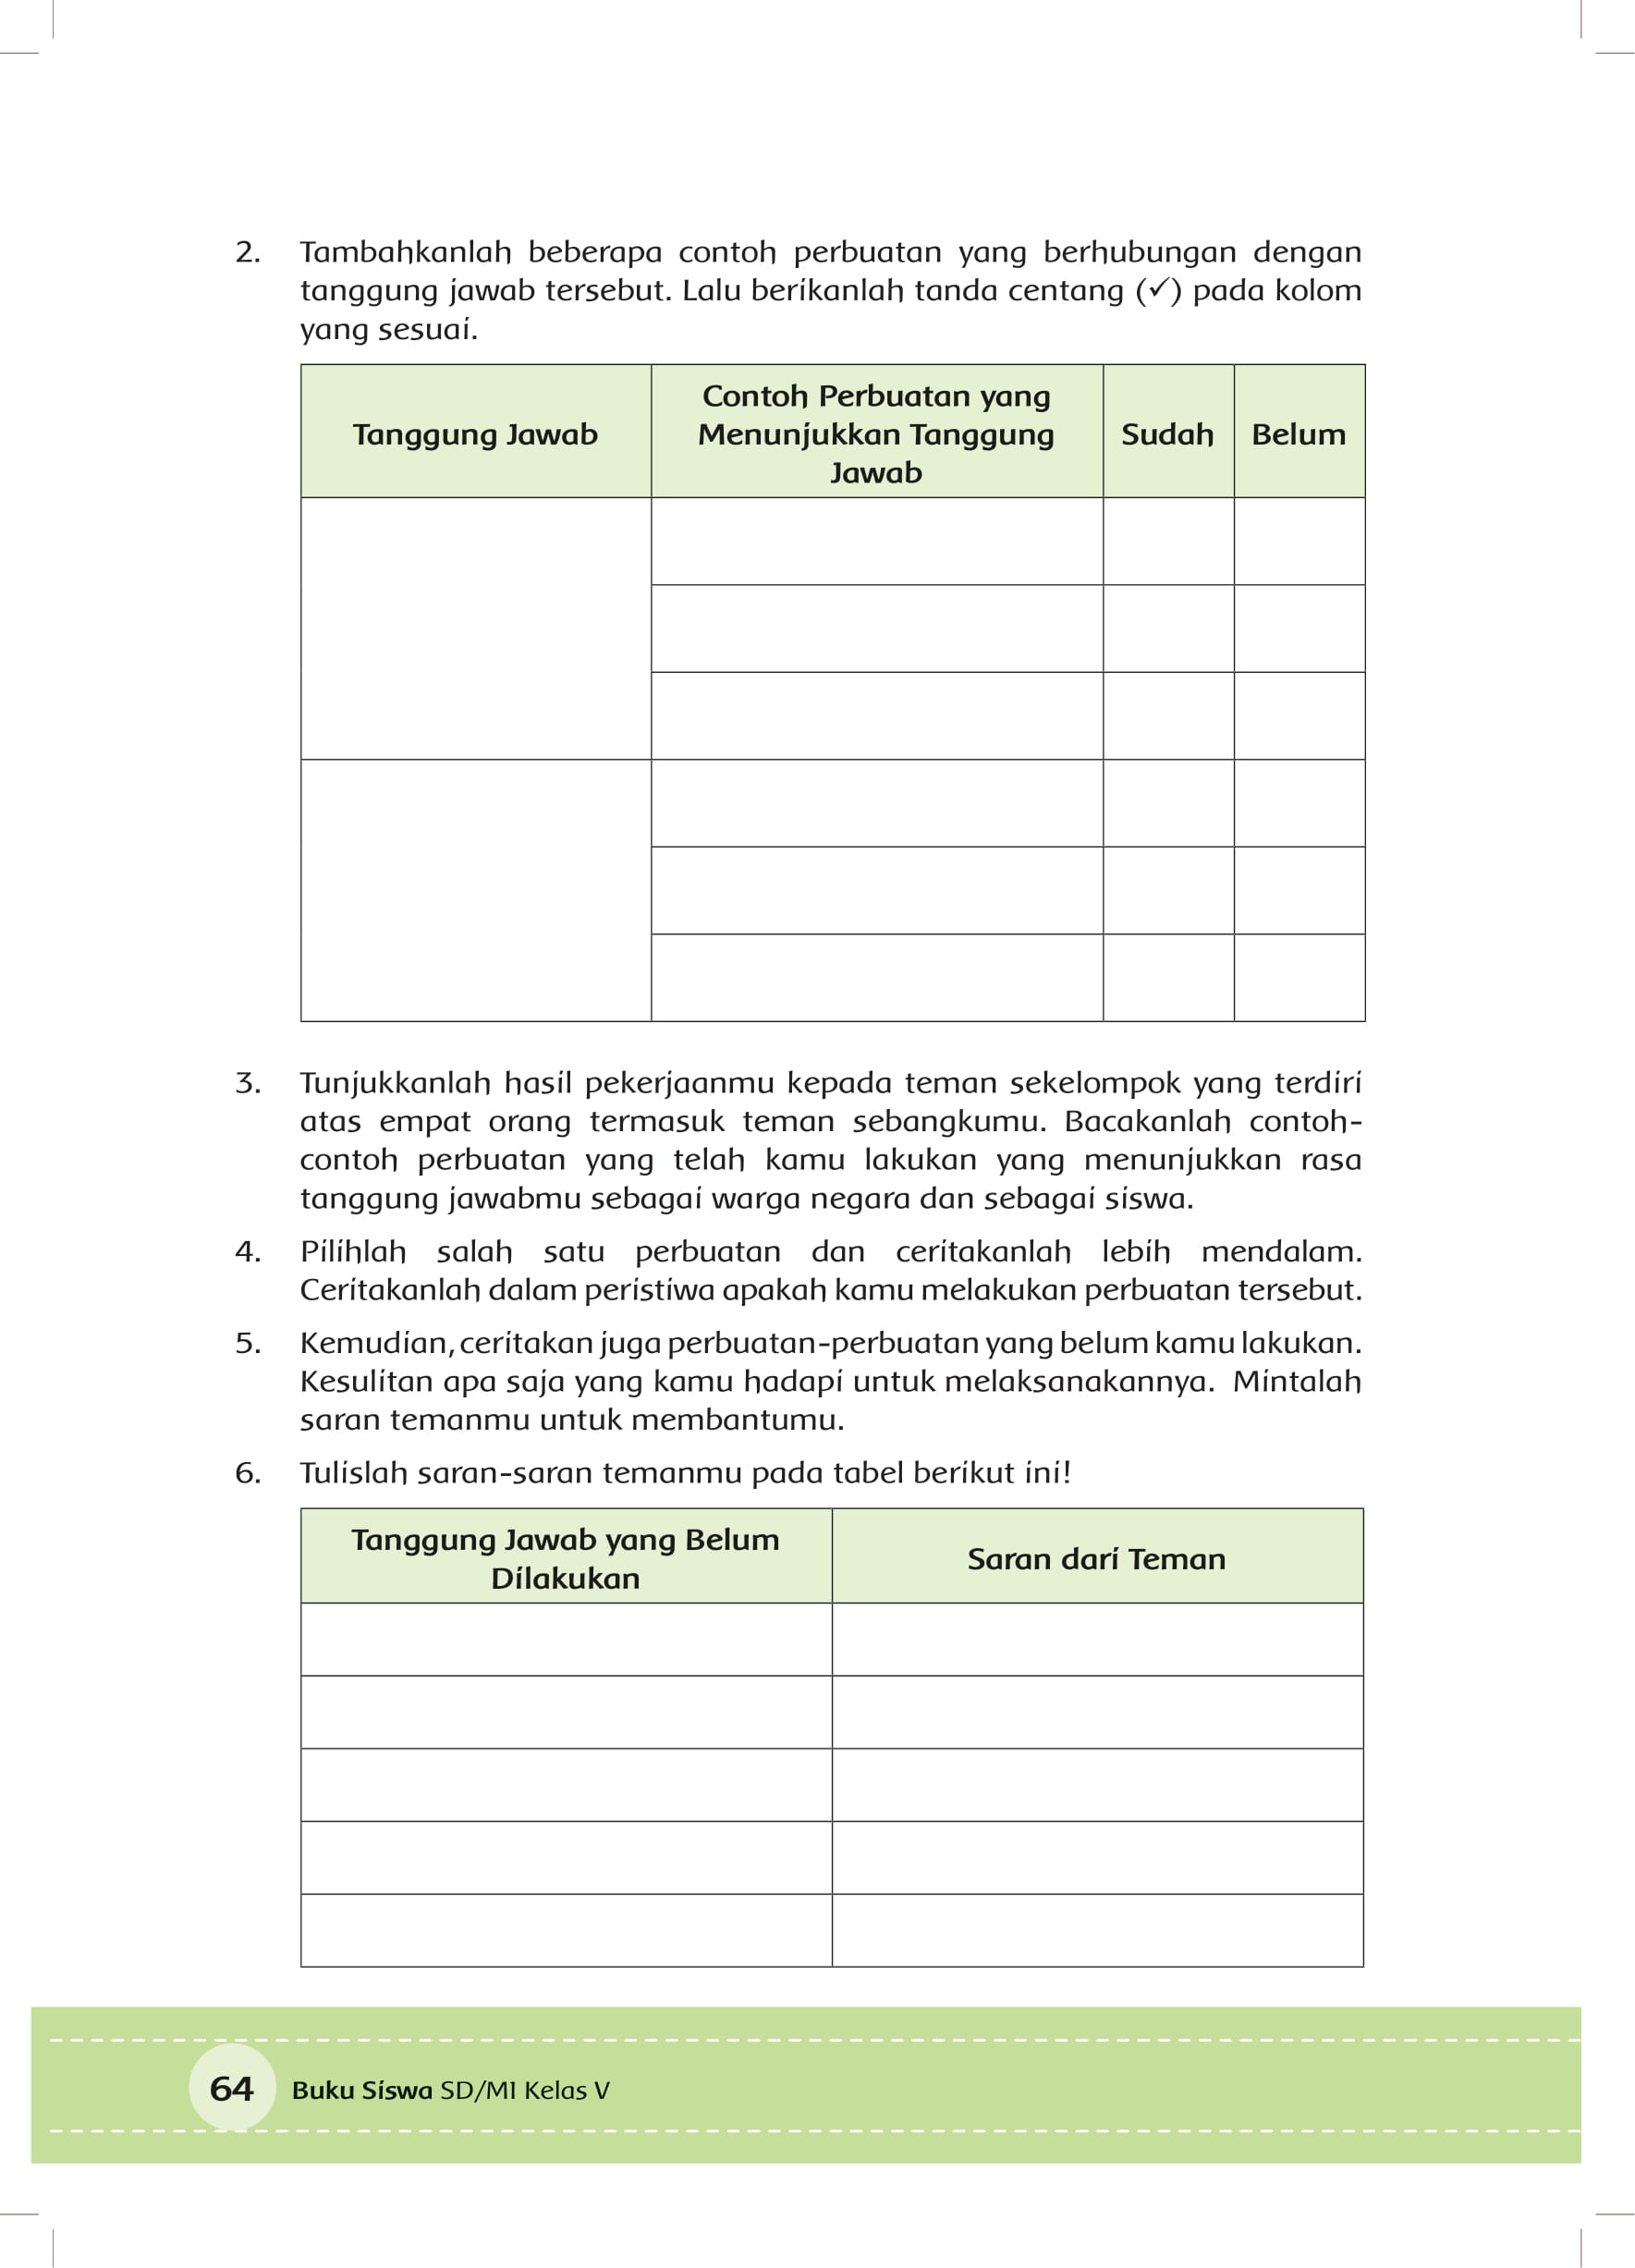 2. Tambahkanlah beberapa contoh perbuatan yang berhubungan dengan
tanggung jawab tersebut. Lalu berikanlah tanda centang (✓) pada kolom
yang sesuai.
Tanggung Jawab
Contoh Perbuatan yang
Menunjukkan Tanggung
Jawab
Sudah
Belum
3. Tunjukkanlah hasil pekerjaanmu kepada teman sekelompok yang terdiri
atas empat orang termasuk teman sebangkumu. Bacakanlah contoh-
contoh perbuatan yang telah kamu lakukan yang menunjukkan rasa
tanggung jawabmu sebagai warga negara dan sebagai siswa.
4. Pilihlah salah satu perbuatan dan ceritakanlah lebih mendalam.
Ceritakanlah dalam peristiwa apakah kamu melakukan perbuatan tersebut.
5. Kemudian, ceritakan juga perbuatan-perbuatan yang belum kamu lakukan.
Kesulitan apa saja yang kamu hadapi untuk melaksanakannya. Mintalah
saran temanmu untuk membantumu.
6. Tulislah saran-saran temanmu pada tabel berikut ini!
Tanggung Jawab yang Belum
Dilakukan
Saran dari Teman
64 Buku Siswa SD/MI Kelas V